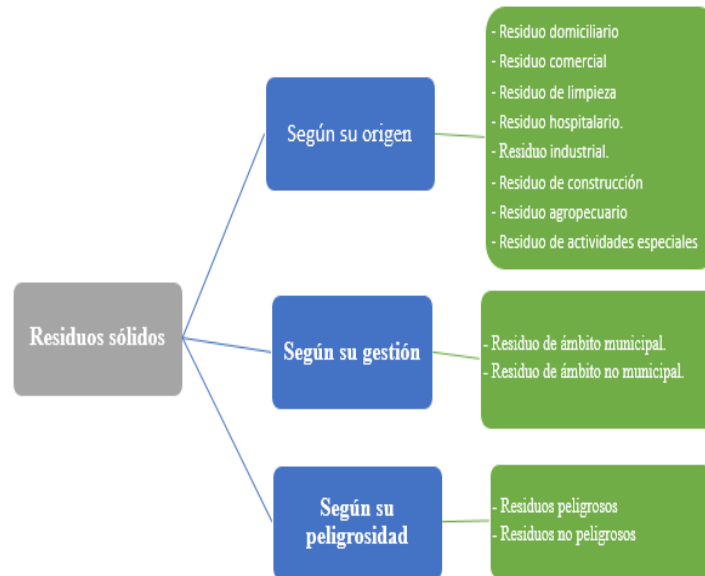 Residuos sólidos
Según su origen
- Residuo domiciliario
- Residuo comercial
- Residuo de limpieza
- Residuo hospitalario.
- Residuo industrial.
- Residuo de construcción
- Residuo agropecuario
- Residuo de actividades especiales
Según su gestión
- Residuo de ámbito municipal.
- Residuo de ámbito no municipal.
Según su
peligrosidad
- Residuos peligrosos
- Residuos no peligrosos